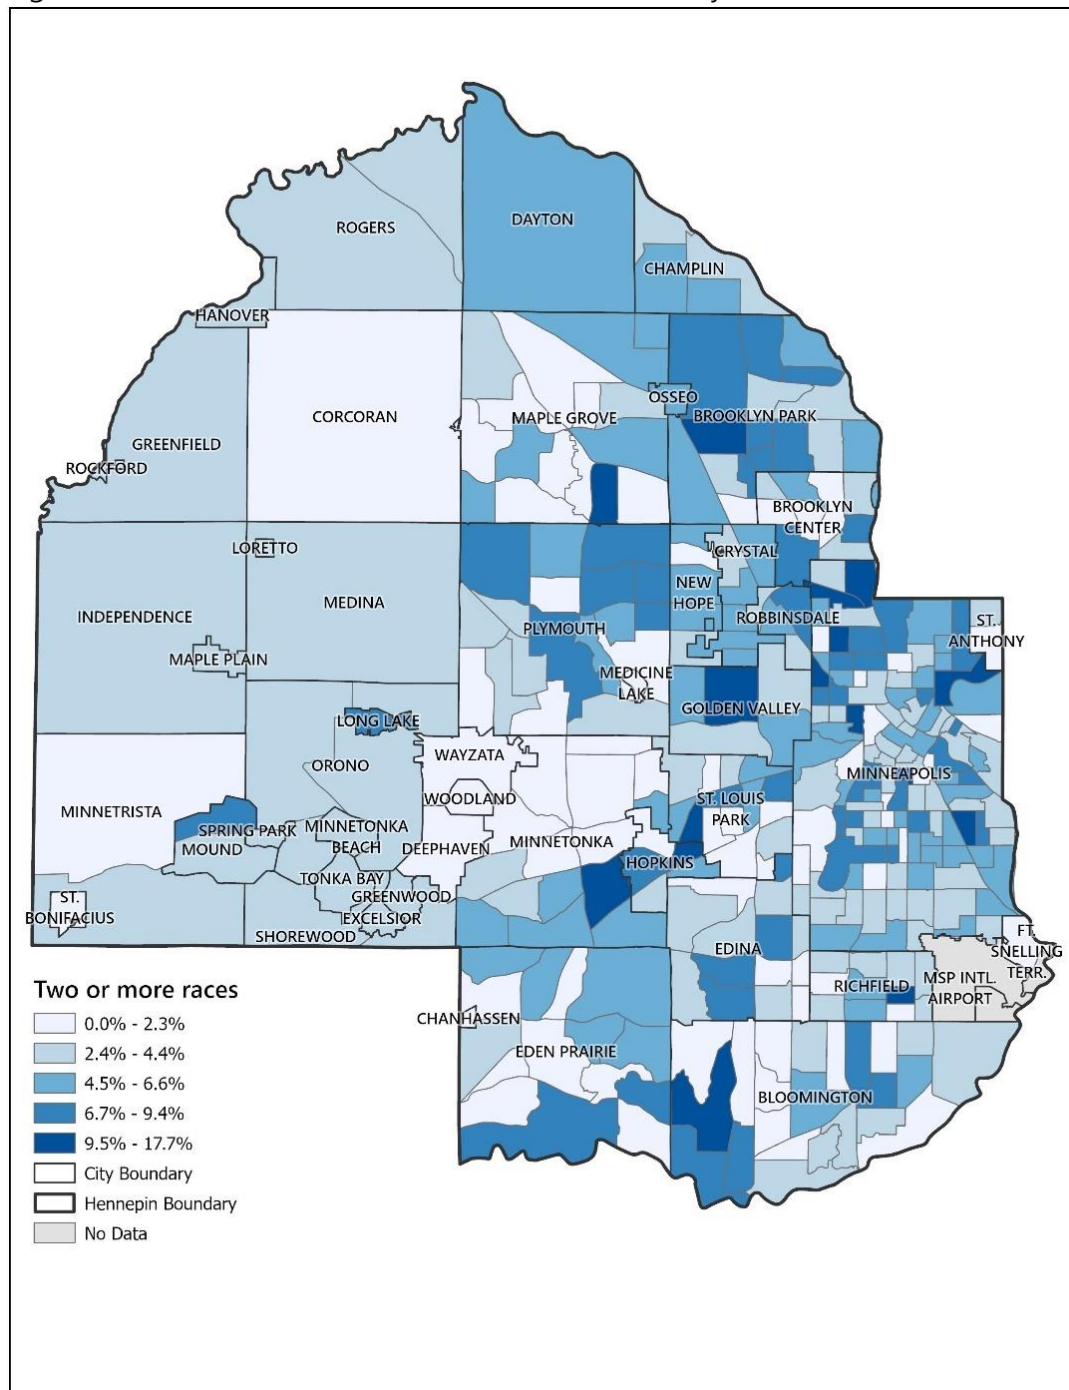 ROGERS
DAYTON
CHAMPLIN
HANOVER
CORCORAN
MAPLE GROVE
OSSEO
BROOKLYN PARK
GREENFIELD
ROCKFORD
BROOKLYN
CENTER
LORETTO
CRYSTAL
NEW
HOPE
INDEPENDENCE
MEDINA
PLYMOUTH
ROBBINSDALE
ST.
ANTHONY
MAPLE PLAIN
MEDICINE
LAKE
GOLDEN VALLEY
LONG LAKE
ORONO
WAYZATA
MINNEAPOLIS
WOODLAND
ST. LOUIS
PARK
MINNETRISTA
SPRING PARK
MOUND
MINNETONKA
BEACH
DEEPHAVEN
MINNETONKA
HOPKINS
TONKA BAY
GREENWOOD
EXCELSIOR
ST.
BONIFACIUS
SHOREWOOD
EDINA
FT.
SNELLING
TERR.
RICHFIELD
MSP INTL.
AIRPORT
CHANHASSEN
EDEN PRAIRIE
BLOOMINGTON
Two or more races
0.0% - 2.3%
2.4% - 4.4%
4.5% - 6.6%
6.7% - 9.4%
9.5% - 17.7%
City Boundary
Hennepin Boundary
No Data